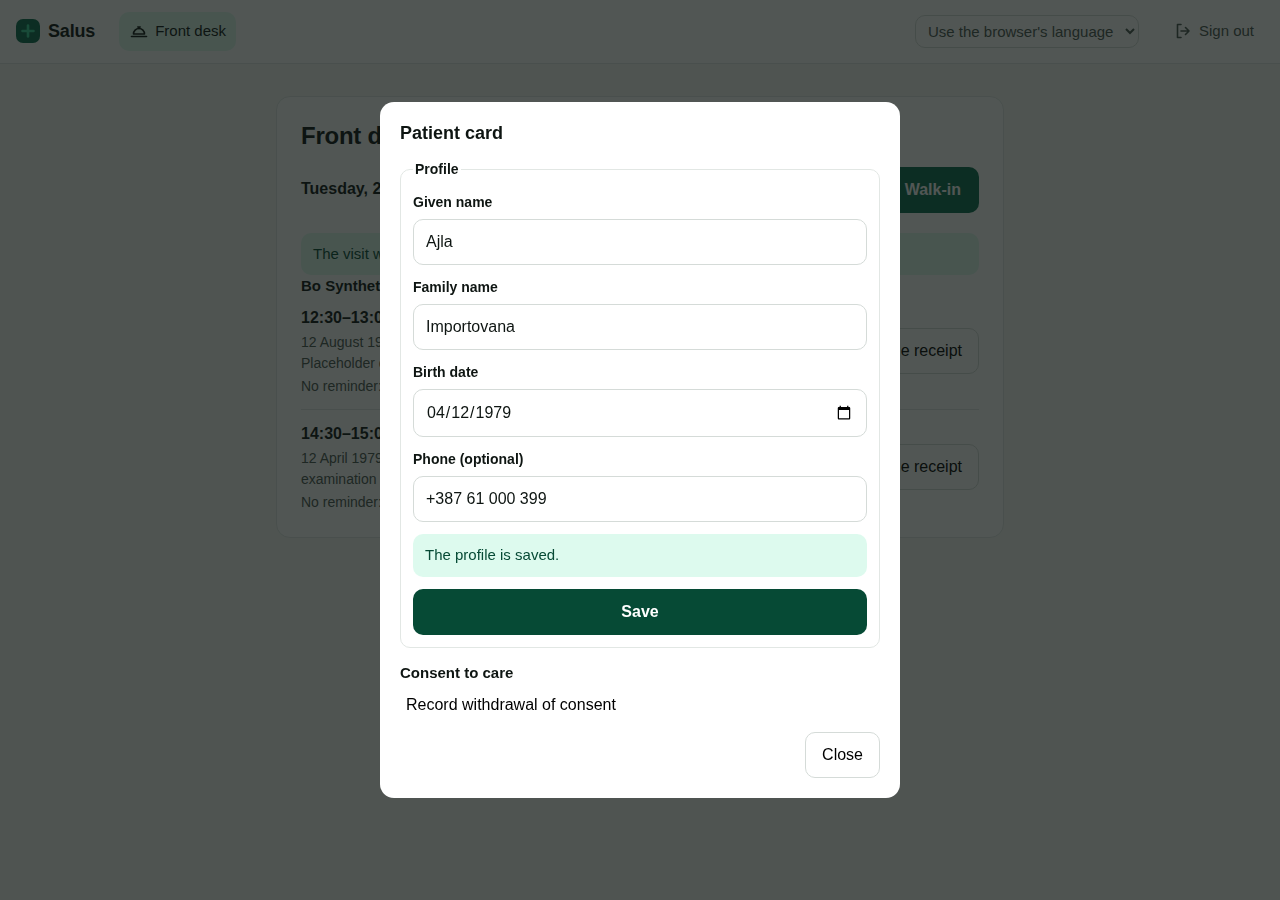 Salus
Front desk
Use the browser's language
Sign out
Front d
Tuesday, 2
Walk-in
The visit w
Bo Synthet
12:30–13:0
12 August 19
Placeholder
No reminder
e receipt
14:30–15:0
12 April 1979
examination
No reminder
e receipt
Patient card
Profile
Given name
Ajla
Family name
Importovana
Birth date
04/12/1979
Phone (optional)
+387 61 000 399
The profile is saved.
Save
Consent to care
Record withdrawal of consent
Close